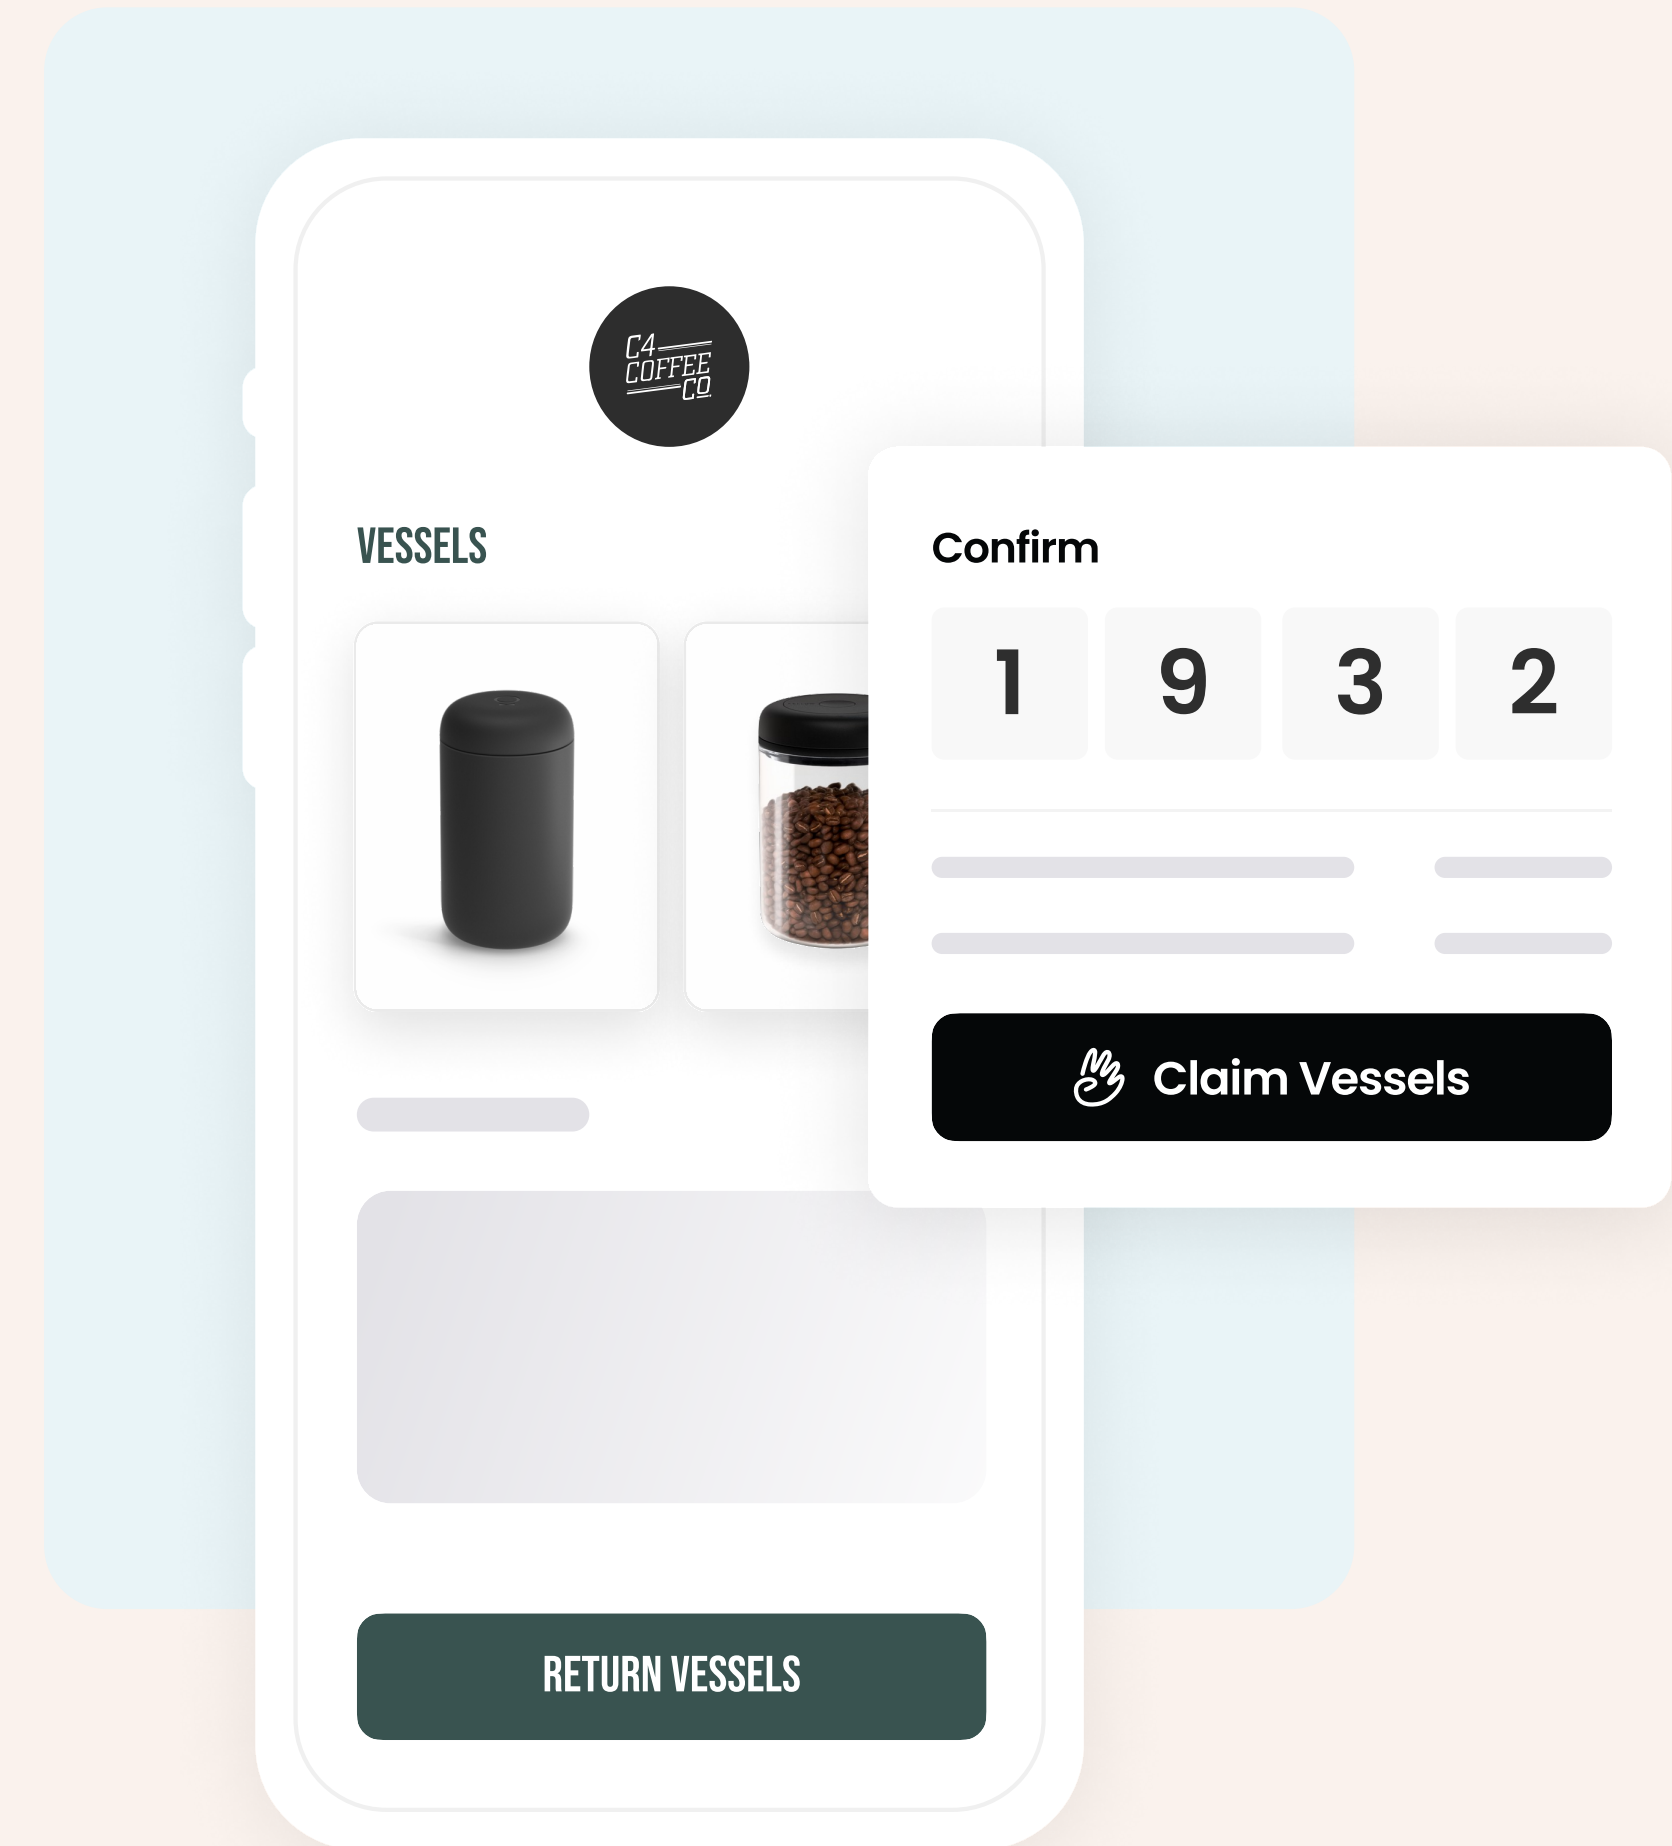 C4
COFFEE
CO.
VESSELS
Confirm
1 9 3 2
Claim Vessels
RETURN VESSELS